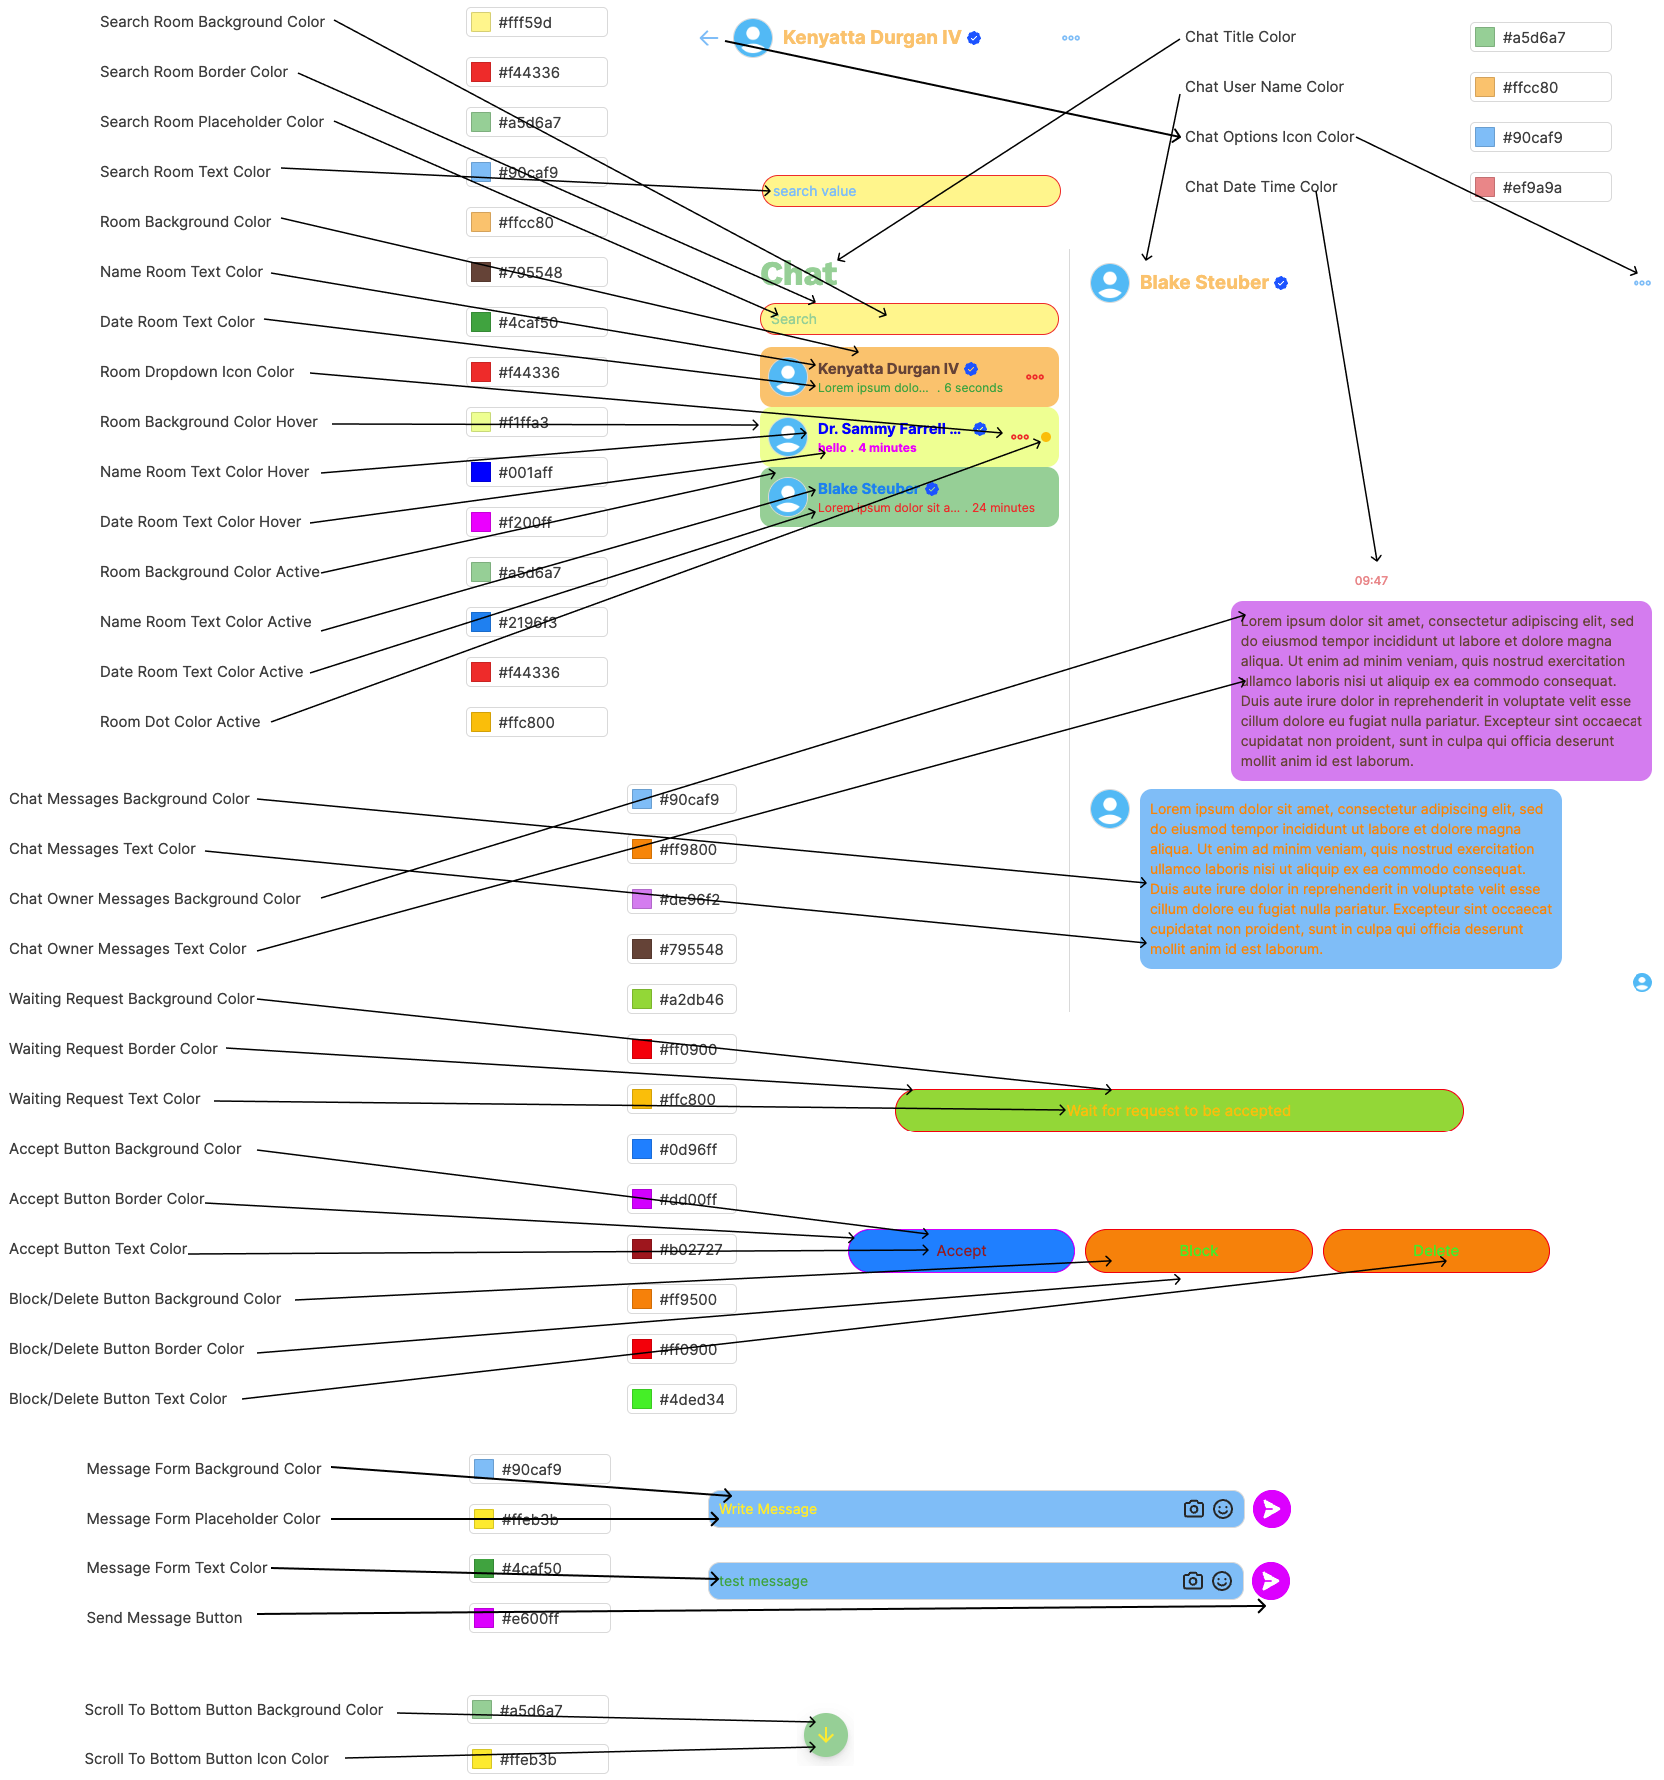 Search Room Background Color #fff59d
Search Room Border Color #f44336
Search Room Placeholder Color #a5d6a7
Search Room Text Color #90caf9
Room Background Color #ffcc80
Name Room Text Color #795548
Date Room Text Color #4caf50
Room Dropdown Icon Color #f44336
Room Background Color Hover #f1ffa3
Name Room Text Color Hover #001aff
Date Room Text Color Hover #f200ff
Room Background Color Active #a5d6a7
Name Room Text Color Active #2196f3
Date Room Text Color Active #f44336
Room Dot Color Active #ffc800
Kenyatta Durgan IV
search value
Chat Title Color #a5d6a7
Chat User Name Color #ffcc80
Chat Options Icon Color #90caf9
Chat Date Time Color #ef9a9a
Chat
Search
Kenyatta Durgan IV
Lorem ipsum dolo... . 6 seconds
Dr. Sammy Farrell ...
hello . 4 minutes
Blake Steuber
Lorem ipsum dolor sit a... . 24 minutes
Blake Steuber
09:47
Lorem ipsum dolor sit amet, consectetur adipiscing elit, sed
do eiusmod tempor incididunt ut labore et dolore magna
aliqua. Ut enim ad minim veniam, quis nostrud exercitation
ullamco laboris nisi ut aliquip ex ea commodo consequat.
Duis aute irure dolor in reprehenderit in voluptate velit esse
cillum dolore eu fugiat nulla pariatur. Excepteur sint occaecat
cupidatat non proident, sunt in culpa qui officia deserunt
mollit anim id est laborum.
Lorem ipsum dolor sit amet, consectetur adipiscing elit, sed
do eiusmod tempor incididunt ut labore et dolore magna
aliqua. Ut enim ad minim veniam, quis nostrud exercitation
ullamco laboris nisi ut aliquip ex ea commodo consequat.
Duis aute irure dolor in reprehenderit in voluptate velit esse
cillum dolore eu fugiat nulla pariatur. Excepteur sint occaecat
cupidatat non proident, sunt in culpa qui officia deserunt
mollit anim id est laborum.
Chat Messages Background Color #90caf9
Chat Messages Text Color #ff9800
Chat Owner Messages Background Color #de96f2
Chat Owner Messages Text Color #795548
Waiting Request Background Color #a2db46
Waiting Request Border Color #ff0900
Waiting Request Text Color #ffc800
Wait for request to be accepted
Accept Button Background Color #0d96ff
Accept Button Border Color #dd00ff
Accept Button Text Color #b02727
Accept Block Delete
Block/Delete Button Background Color #ff9500
Block/Delete Button Border Color #ff0900
Block/Delete Button Text Color #4ded34
Message Form Background Color #90caf9
Write Message
Message Form Placeholder Color #ffeb3b
Message Form Text Color #4caf50
test message
Send Message Button #e600ff
Scroll To Bottom Button Background Color #a5d6a7
Scroll To Bottom Button Icon Color #ffeb3b